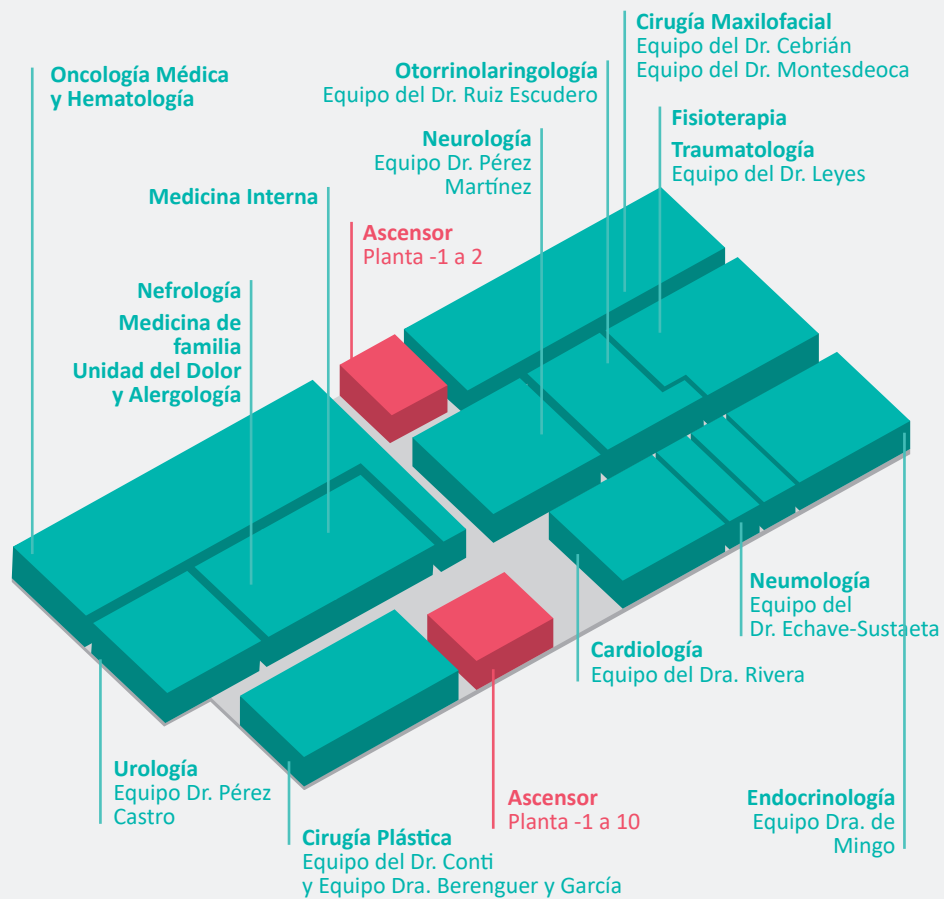 Cirugía Maxilofacial
Equipo del Dr. Cebrián
Equipo del Dr. Montesdeoca
Oncología Médica
y Hematología
Otorrinolaringología
Equipo del Dr. Ruiz Escudero
Fisioterapia
Traumatología
Equipo del Dr. Leyes
Neurología
Equipo Dr. Pérez
Martínez
Medicina Interna
Ascensor
Planta -1 a 2
Nefrología
Medicina de
familia
Unidad del Dolor
y Alergología
Neumología
Equipo del
Dr. Echave-Sustaeta
Cardiología
Equipo del Dra. Rivera
Urología
Equipo Dr. Pérez
Castro
Ascensor
Planta -1 a 10
Endocrinología
Equipo Dra. de
Mingo
Cirugía Plástica
Equipo del Dr. Conti
y Equipo Dra. Berenguer y García